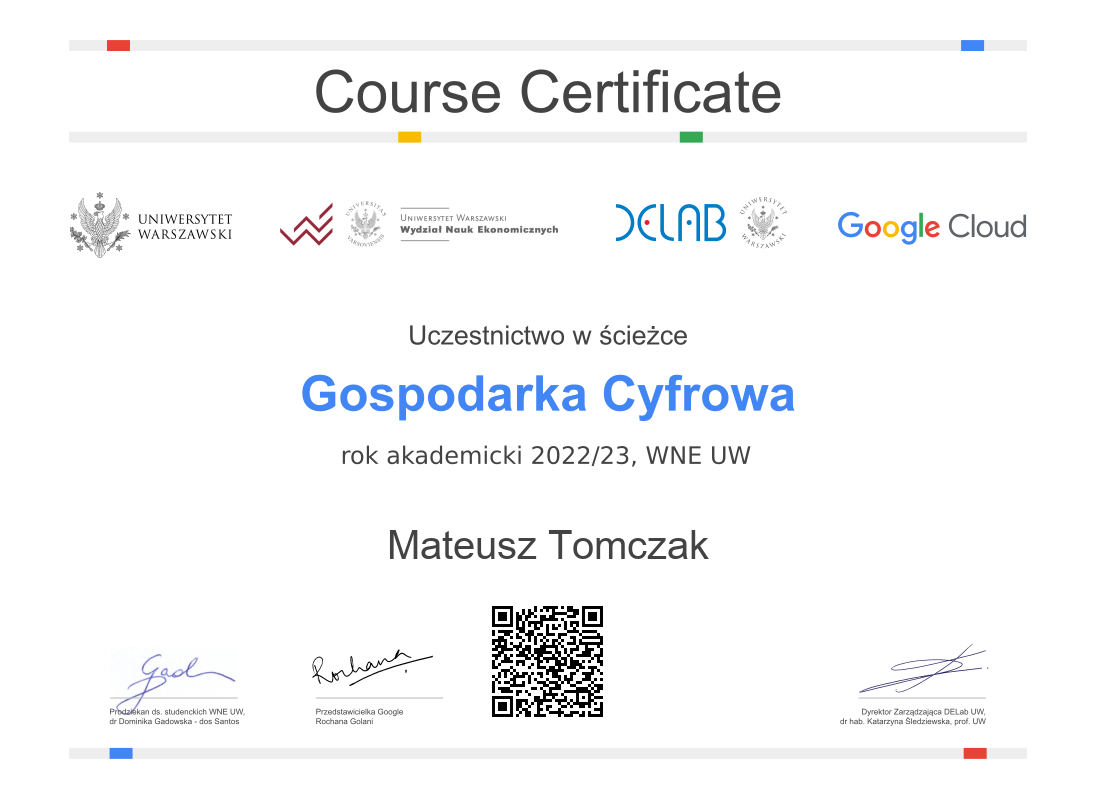 Course Certificate
UNIWERSYTET
WARSZAWSKI
UNIVERSITAS
VARSOVIENSIS
UNIWERSYTET WARSZAWSKI
Wydział Nauk Ekonomicznych
DELAB
UNIWERSYTET
WARSZAWSKI
Google Cloud
Uczestnictwo w ścieżce
Gospodarka Cyfrowa
rok akademicki 2022/23, WNE UW
Mateusz Tomczak
Gad
Rochana
Prodziekan ds. studenckich WNE UW,
dr Dominika Gadowska - dos Santos
Przedstawicielka Google
Rochana Golani
Dyrektor Zarządzająca DELab UW,
dr hab. Katarzyna Śledziewska, prof. UW